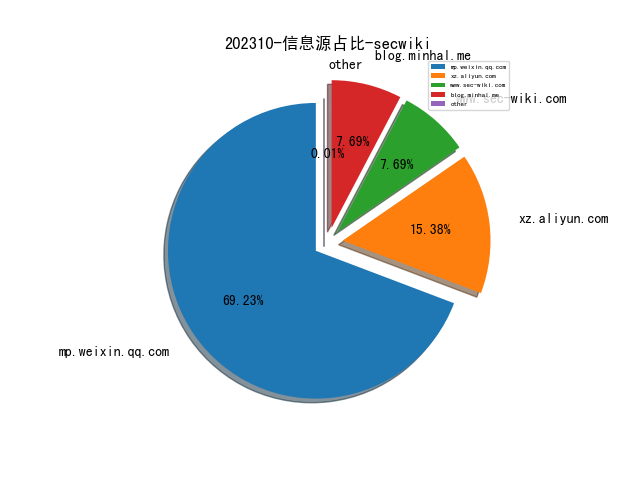 202310-信息源占比-secwiki
blog.minhal.me
other
mp.weixin.qq.com
xz.aliyun.com
www.sec-wiki.com
blog.minhal.me
other
www.sec-wiki.com
7.69%
0.01%
7.69%
xz.aliyun.com
15.38%
69.23%
mp.weixin.qq.com